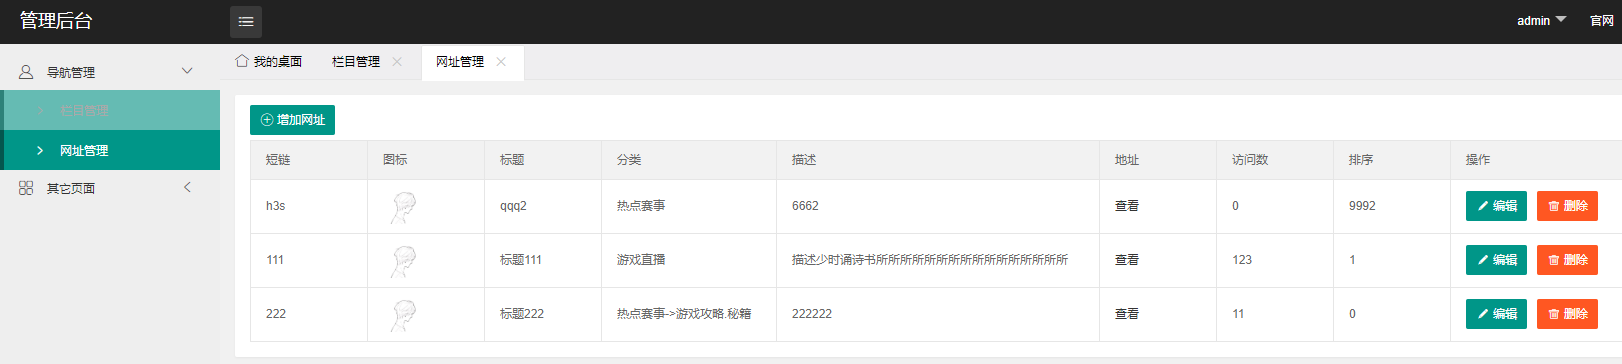 管理后台
admin 官网
导航管理
栏目管理
网址管理
其它页面
我的桌面 栏目管理 网址管理
增加网址
短链 图标 标题 分类 描述 地址 访问数 排序 操作
h3s qqq2 热点赛事 6662 查看 0 9992 编辑 删除
111 标题111 游戏直播 描述少时诵诗书所所所所所所所所所所所所所所所所 查看 123 1 编辑 删除
222 标题222 热点赛事->游戏攻略.秘籍 222222 查看 11 0 编辑 删除